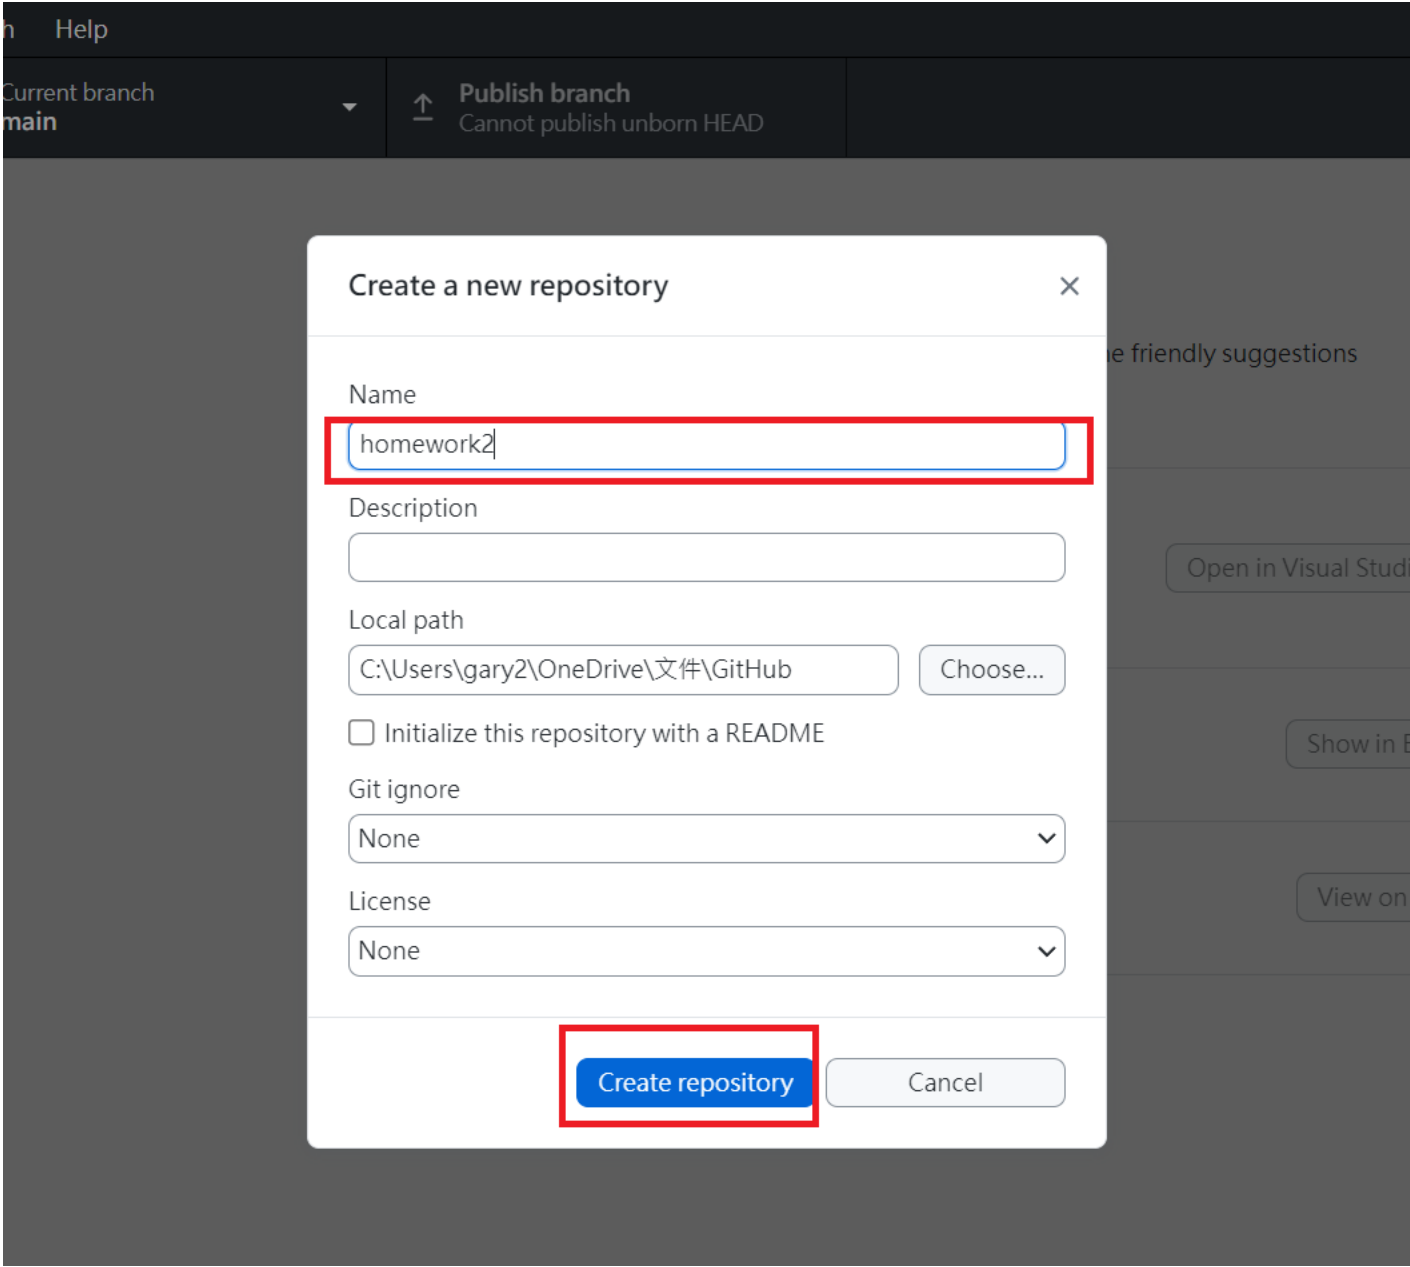 Help
Current branch
main
Publish branch
Cannot publish unborn HEAD
Create a new repository
friendly suggestions
Name
homework2
Description
Open in Visual
Local path
C:\Users\gary2\OneDrive\文件\GitHub
Choose...
Initialize this repository with a README
Show in
Git ignore
None
License
View on
None
Create repository
Cancel